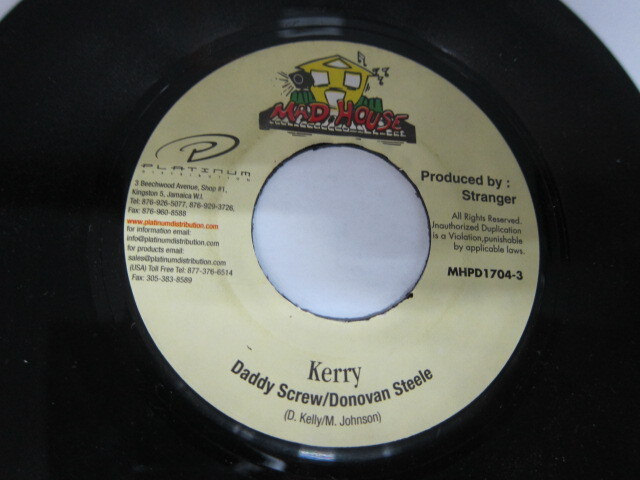 MAD HOUSE
PLATINUM
DISTRIBUTION
3 Beechwood Avenue, Shop #1,
Kingston 5, Jamaica W.I.
Tel: 876-926-5077, 876-929-3726,
Fax: 876-960-8588
www.platinumdistribution.com
for information email:
info@platinumdistribution.com
for products email:
sales@platinumdistribution.com
(USA) Toll Free Tel: 877-376-6514
Fax: 305-383-8589
Produced by :
Stranger
All Rights Reserved.
Unauthorized Duplication
is a Violation,punishable
by applicable laws.
MHPD1704-3
Kerry
Daddy Screw/Donovan Steele
(D. Kelly/M. Johnson)